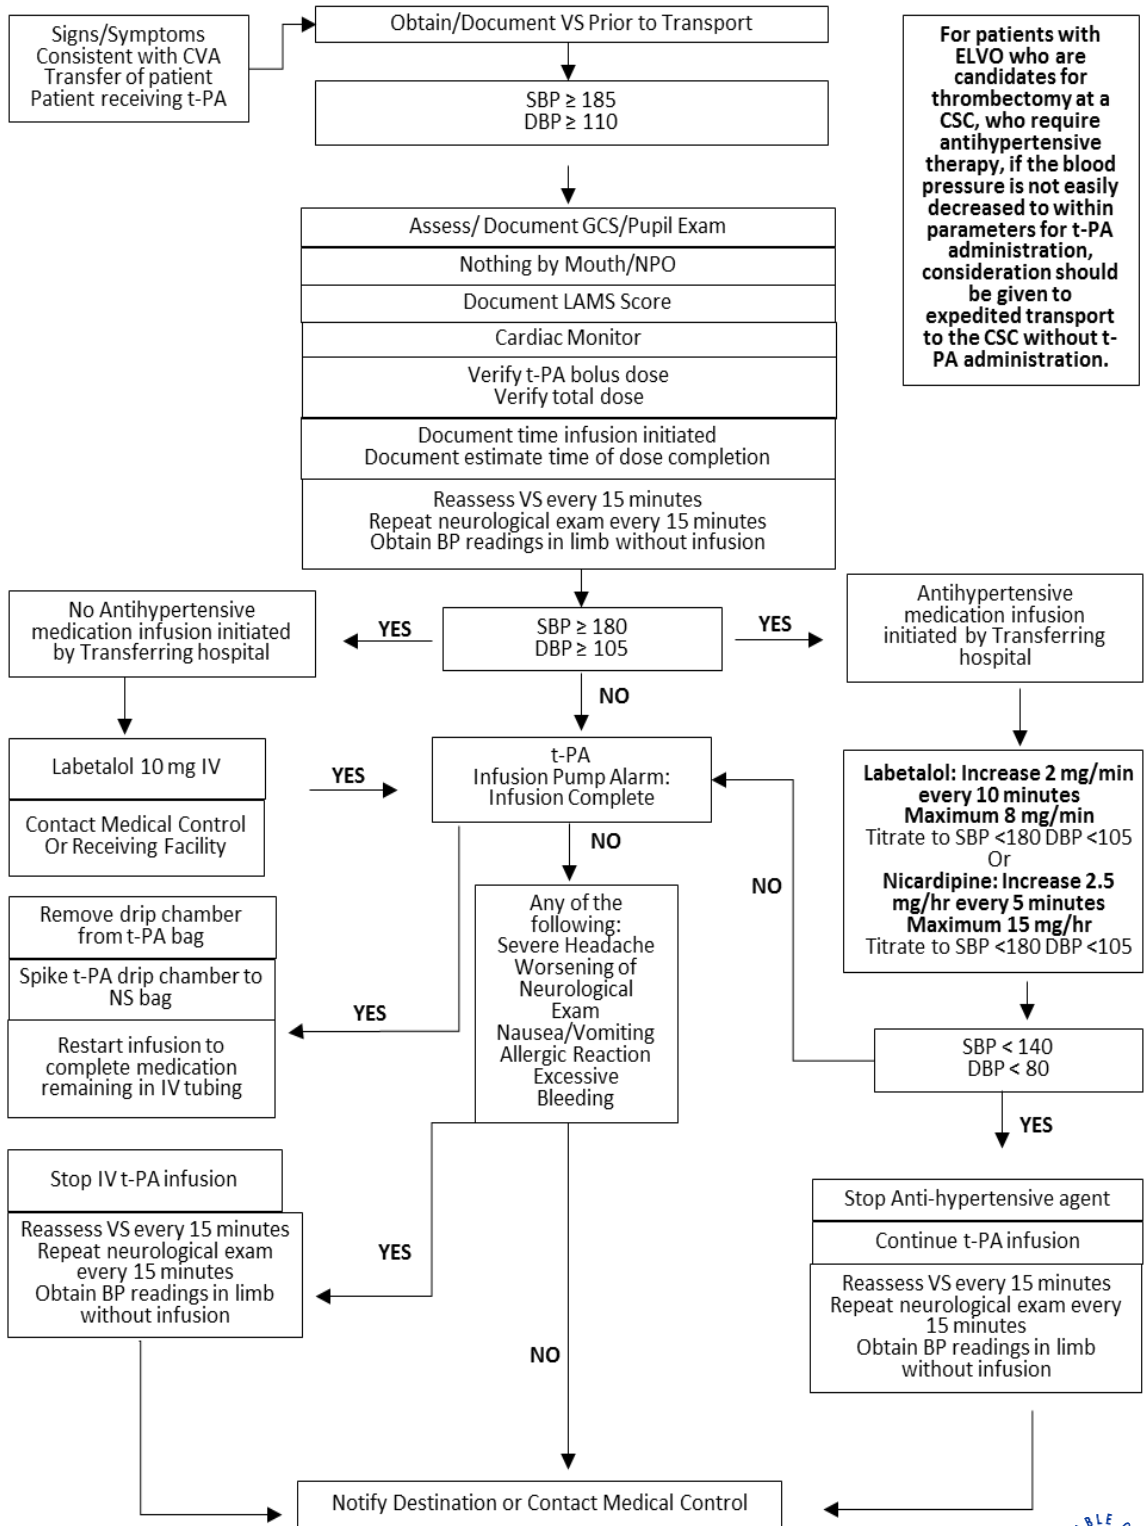 Signs/Symptoms
Consistent with CVA
Transfer of patient
Patient receiving t-PA
Obtain/Document VS Prior to Transport
SBP ≥ 185
DBP ≥ 110
For patients with
ELVO who are
candidates for
thrombectomy at a
CSC, who require
antihypertensive
therapy, if the blood
pressure is not easily
decreased to within
parameters for t-PA
administration,
consideration should
be given to
expedited transport
to the CSC without t-
PA administration.
Assess/ Document GCS/Pupil Exam
Nothing by Mouth/NPO
Document LAMS Score
Cardiac Monitor
Verify t-PA bolus dose
Verify total dose
Document time infusion initiated
Document estimate time of dose completion
Reassess VS every 15 minutes
Repeat neurological exam every 15 minutes
Obtain BP readings in limb without infusion
No Antihypertensive
medication infusion initiated
by Transferring hospital
YES
SBP ≥ 180
DBP ≥ 105
YES
Antihypertensive
medication infusion
initiated by Transferring
hospital
NO
Labetalol 10 mg IV
Contact Medical Control
Or Receiving Facility
YES
t-PA
Infusion Pump Alarm:
Infusion Complete
Labetalol: Increase 2 mg/min
every 10 minutes
Maximum 8 mg/min
Titrate to SBP <180 DBP <105
Or
Nicardipine: Increase 2.5
mg/hr every 5 minutes
Maximum 15 mg/hr
Titrate to SBP <180 DBP <105
NO
NO
Remove drip chamber
from t-PA bag
Spike t-PA drip chamber to
NS bag
Restart infusion to
complete medication
remaining in IV tubing
YES
Any of the
following:
Severe Headache
Worsening of
Neurological
Exam
Nausea/Vomiting
Allergic Reaction
Excessive
Bleeding
SBP < 140
DBP < 80
YES
Stop IV t-PA infusion
Reassess VS every 15 minutes
Repeat neurological exam
every 15 minutes
Obtain BP readings in limb
without infusion
YES
Stop Anti-hypertensive agent
Continue t-PA infusion
Reassess VS every 15 minutes
Repeat neurological exam every
15 minutes
Obtain BP readings in limb
without infusion
NO
Notify Destination or Contact Medical Control